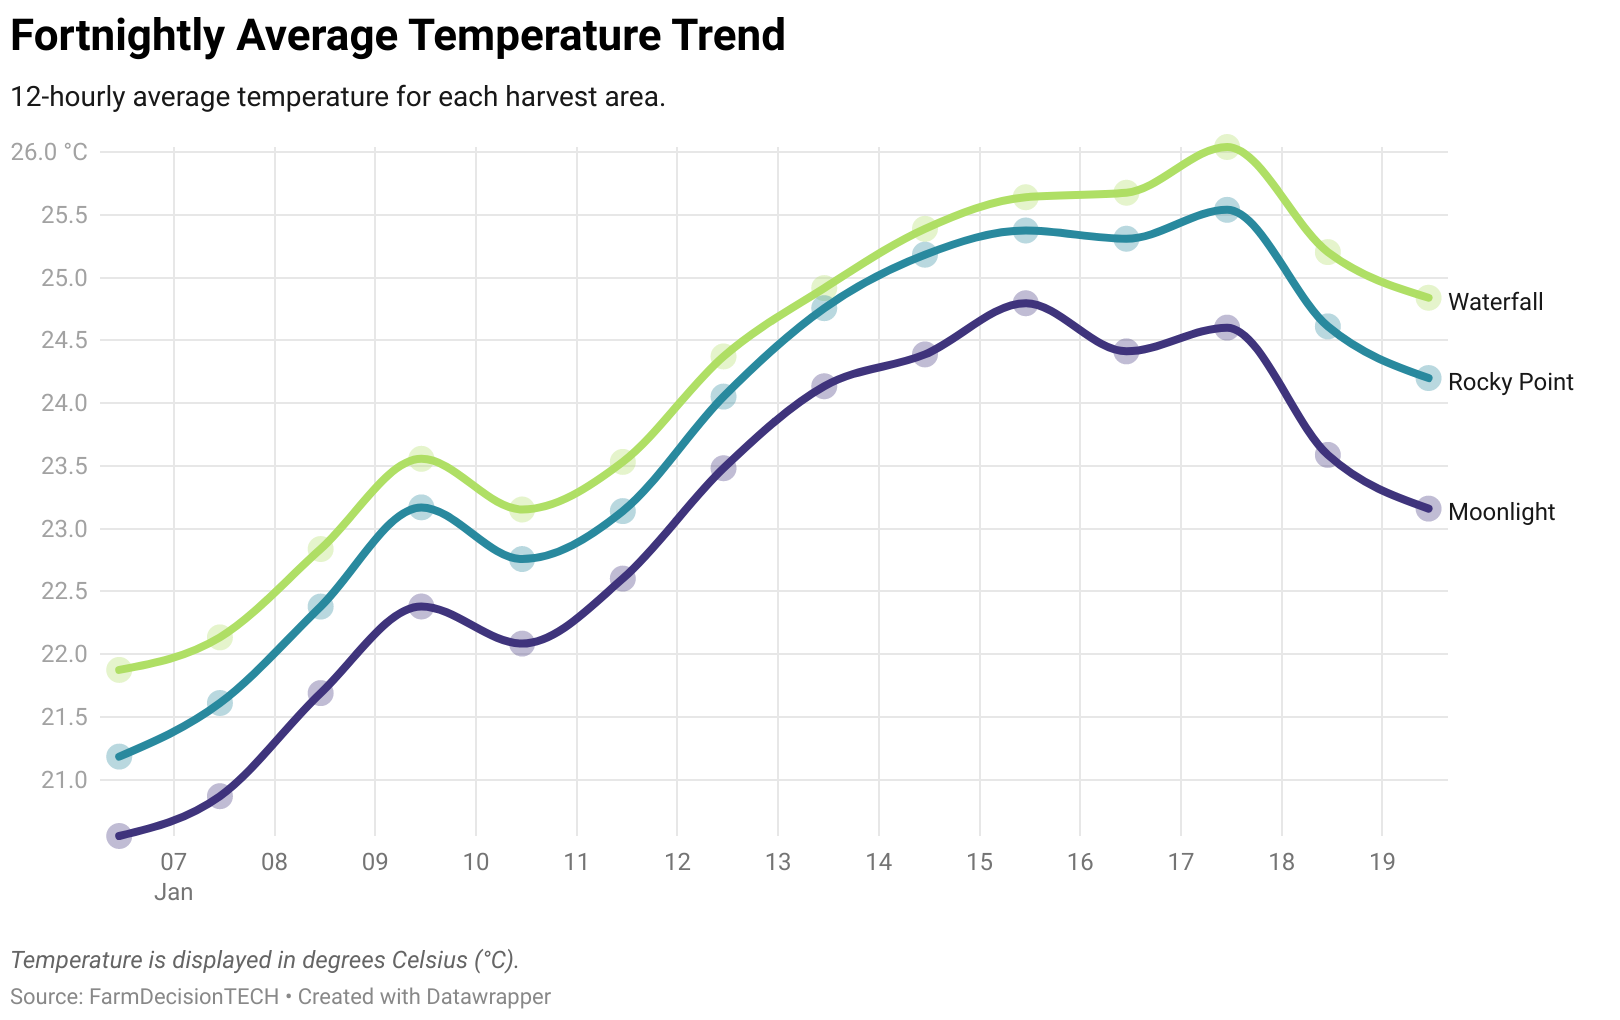 Fortnightly Average Temperature Trend
12-hourly average temperature for each harvest area.
26.0 °C
25.5
25.0
24.5
24.0
23.5
23.0
22.5
22.0
21.5
21.0
Waterfall
Rocky Point
Moonlight
07 08 09 10 11 12 13 14 15 16 17 18 19
Jan
Temperature is displayed in degrees Celsius (°C).
Source: FarmDecisionTECH • Created with Datawrapper